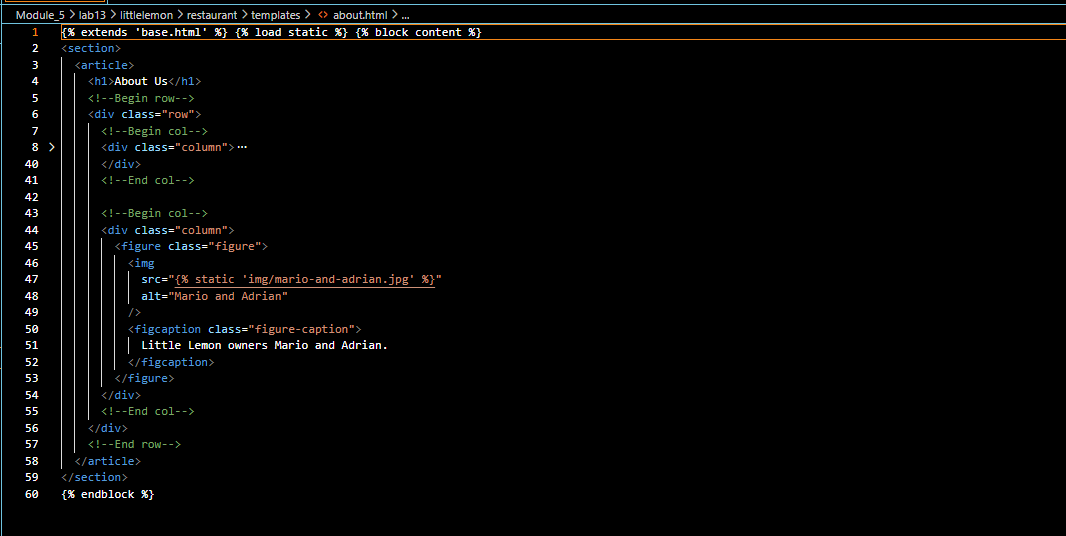 Module_5 > lab13 > littlelemon > restaurant > templates > <> about.html > ...
1 {% extends 'base.html' %} {% load static %} {% block content %}
2 <section>
3 <article>
4 <h1>About Us</h1>
5 <!--Begin row-->
6 <div class="row">
7 <!--Begin col-->
8 > <div class="column">···
40 </div>
41 <!--End col-->
42
43 <!--Begin col-->
44 <div class="column">
45 <figure class="figure">
46 <img
47 src="{% static 'img/mario-and-adrian.jpg' %}"
48 alt="Mario and Adrian"
49 />
50 <figcaption class="figure-caption">
51 Little Lemon owners Mario and Adrian.
52 </figcaption>
53 </figure>
54 </div>
55 <!--End col-->
56 </div>
57 <!--End row-->
58 </article>
59 </section>
60 {% endblock %}